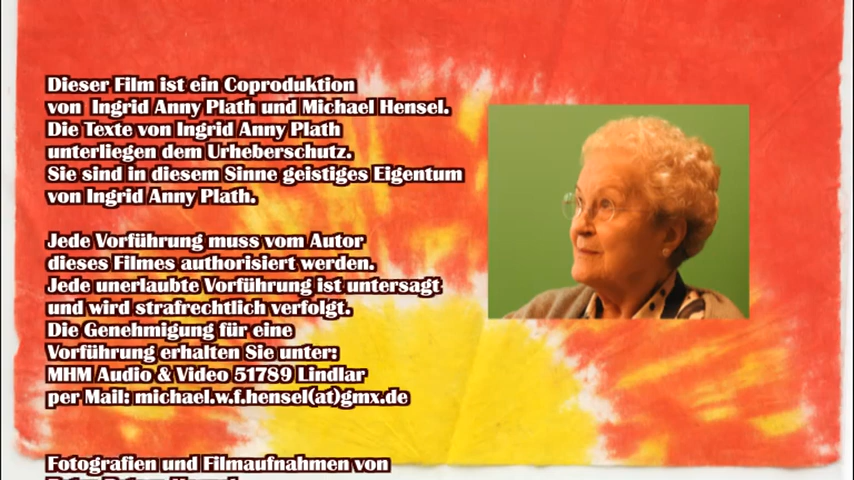 Dieser Film ist ein Coproduktion
von Ingrid Anny Plath und Michael Hensel.
Die Texte von Ingrid Anny Plath
unterliegen dem Urheberschutz.
Sie sind in diesem Sinne geistiges Eigentum
von Ingrid Anny Plath.
Jede Vorführung muss vom Autor
dieses Filmes authorisiert werden.
Jede unerlaubte Vorführung ist untersagt
und wird strafrechtlich verfolgt.
Die Genehmigung für eine
Vorführung erhalten Sie unter:
MHM Audio & Video 51789 Lindlar
per Mail: michael.w.f.hensel(at)gmx.de
Fotografien und Filmaufnahmen von